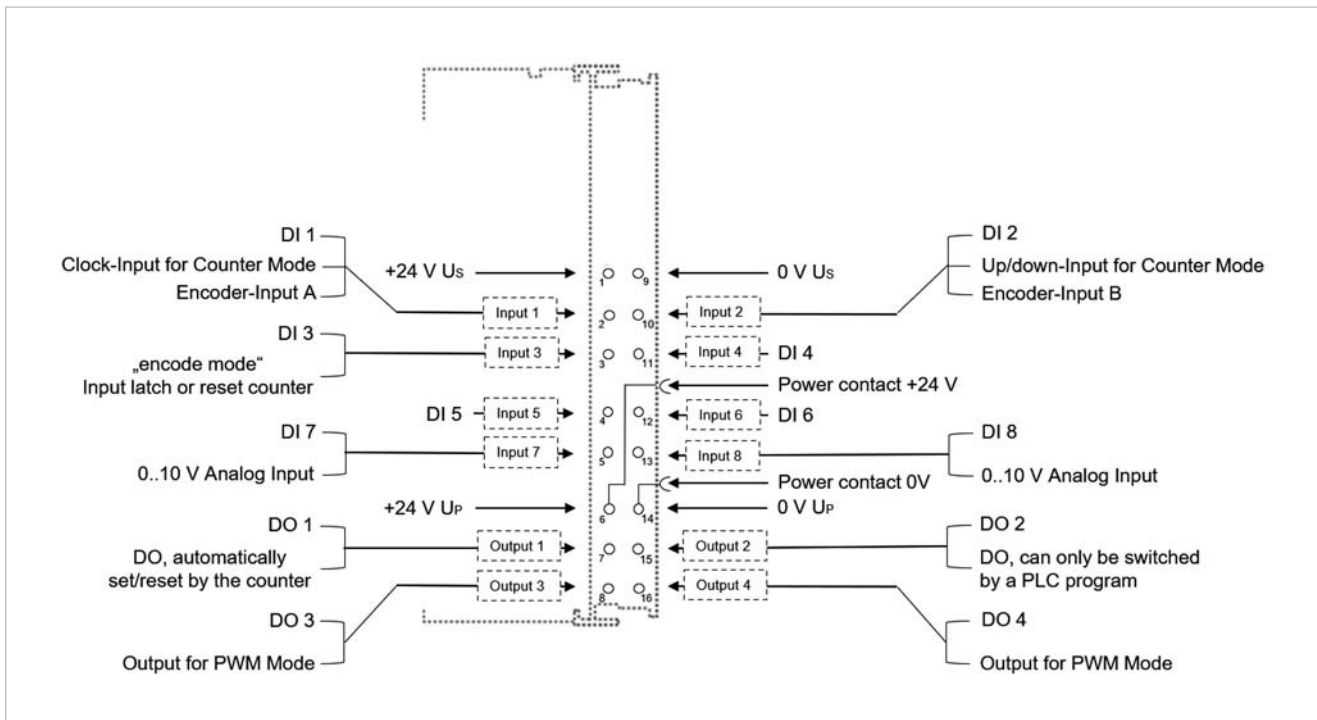 DI 1
Clock-Input for Counter Mode
Encoder-Input A
+24 V US
Input 1
DI 3
„encode mode“
Input latch or reset counter
Input 3
DI 5
Input 5
DI 7
0..10 V Analog Input
Input 7
+24 V UP
DO 1
DO, automatically
set/reset by the counter
Output 1
Output 3
DO 3
Output for PWM Mode
1
2
3
4
5
6
7
8
9
10
11
12
13
14
15
16
DI 2
Up/down-Input for Counter Mode
Encoder-Input B
0 V US
Input 2
Input 4
DI 4
Power contact +24 V
Input 6
DI 6
DI 8
0..10 V Analog Input
Input 8
Power contact 0V
0 V UP
DO 2
DO, can only be switched
by a PLC program
Output 2
Output 4
DO 4
Output for PWM Mode